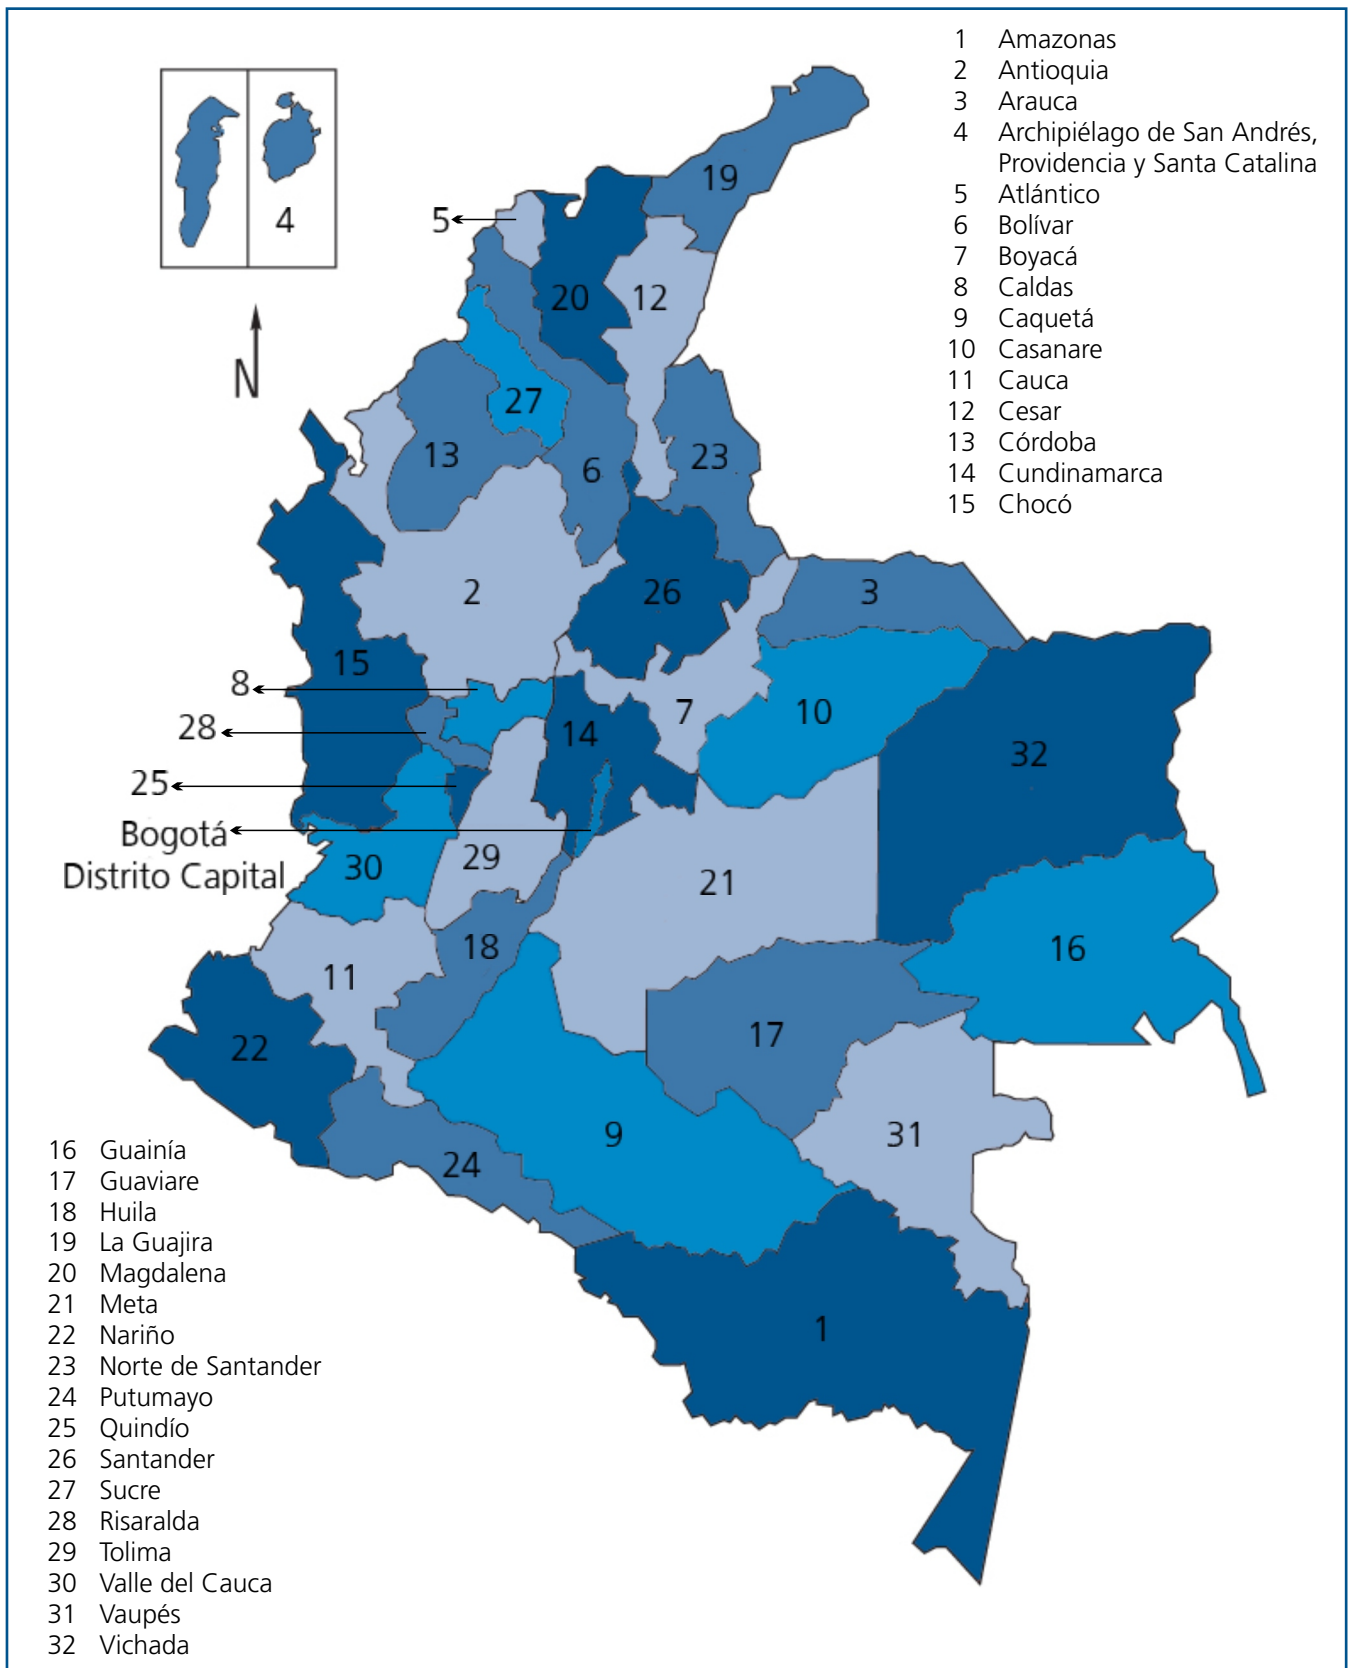 1 Amazonas
2 Antioquia
3 Arauca
4 Archipiélago de San Andrés,
Providencia y Santa Catalina
5 Atlántico
6 Bolívar
7 Boyacá
8 Caldas
9 Caquetá
10 Casanare
11 Cauca
12 Cesar
13 Córdoba
14 Cundinamarca
15 Chocó
4
N
19
5
20
12
27
13
6
23
2
26
3
15
8
7
10
28
14
32
25
Bogotá
Distrito Capital
30
29
21
18
16
11
22
17
9
31
24
1
16 Guainía
17 Guaviare
18 Huila
19 La Guajira
20 Magdalena
21 Meta
22 Nariño
23 Norte de Santander
24 Putumayo
25 Quindío
26 Santander
27 Sucre
28 Risaralda
29 Tolima
30 Valle del Cauca
31 Vaupés
32 Vichada